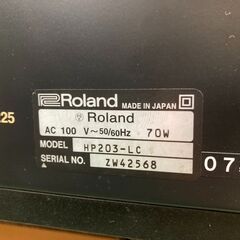 Roland MADE IN JAPAN
Roland
AC 100 V~50/60Hz 70W
MODEL HP203-LC
SERIAL NO. ZW42568
25
07